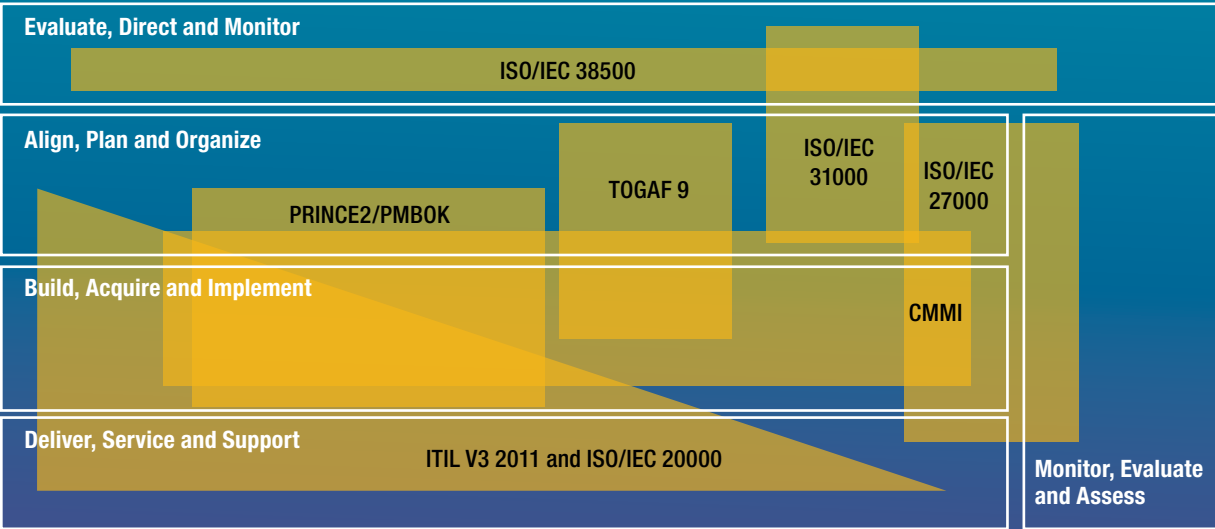 Evaluate, Direct and Monitor
ISO/IEC 38500
Align, Plan and Organize
ISO/IEC
31000
ISO/IEC
27000
TOGAF 9
PRINCE2/PMBOK
Build, Acquire and Implement
CMMI
Deliver, Service and Support
ITIL V3 2011 and ISO/IEC 20000
Monitor, Evaluate
and Assess